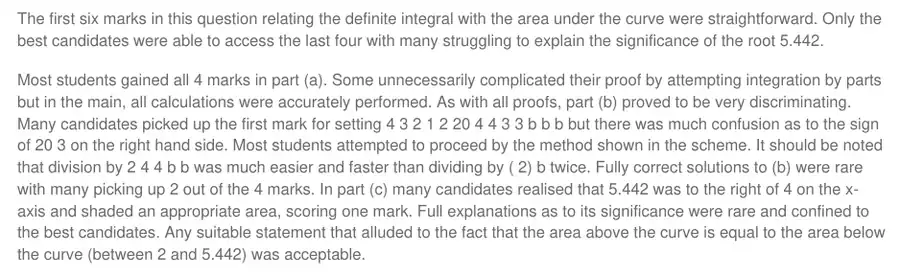 The first six marks in this question relating the definite integral with the area under the curve were straightforward. Only the
best candidates were able to access the last four with many struggling to explain the significance of the root 5.442.
Most students gained all 4 marks in part (a). Some unnecessarily complicated their proof by attempting integration by parts
but in the main, all calculations were accurately performed. As with all proofs, part (b) proved to be very discriminating.
Many candidates picked up the first mark for setting 4 3 2 1 2 20 4 4 3 3 b b b but there was much confusion as to the sign
of 20 3 on the right hand side. Most students attempted to proceed by the method shown in the scheme. It should be noted
that division by 2 4 4 b b was much easier and faster than dividing by ( 2) b twice. Fully correct solutions to (b) were rare
with many picking up 2 out of the 4 marks. In part (c) many candidates realised that 5.442 was to the right of 4 on the x-
axis and shaded an appropriate area, scoring one mark. Full explanations as to its significance were rare and confined to
the best candidates. Any suitable statement that alluded to the fact that the area above the curve is equal to the area below
the curve (between 2 and 5.442) was acceptable.